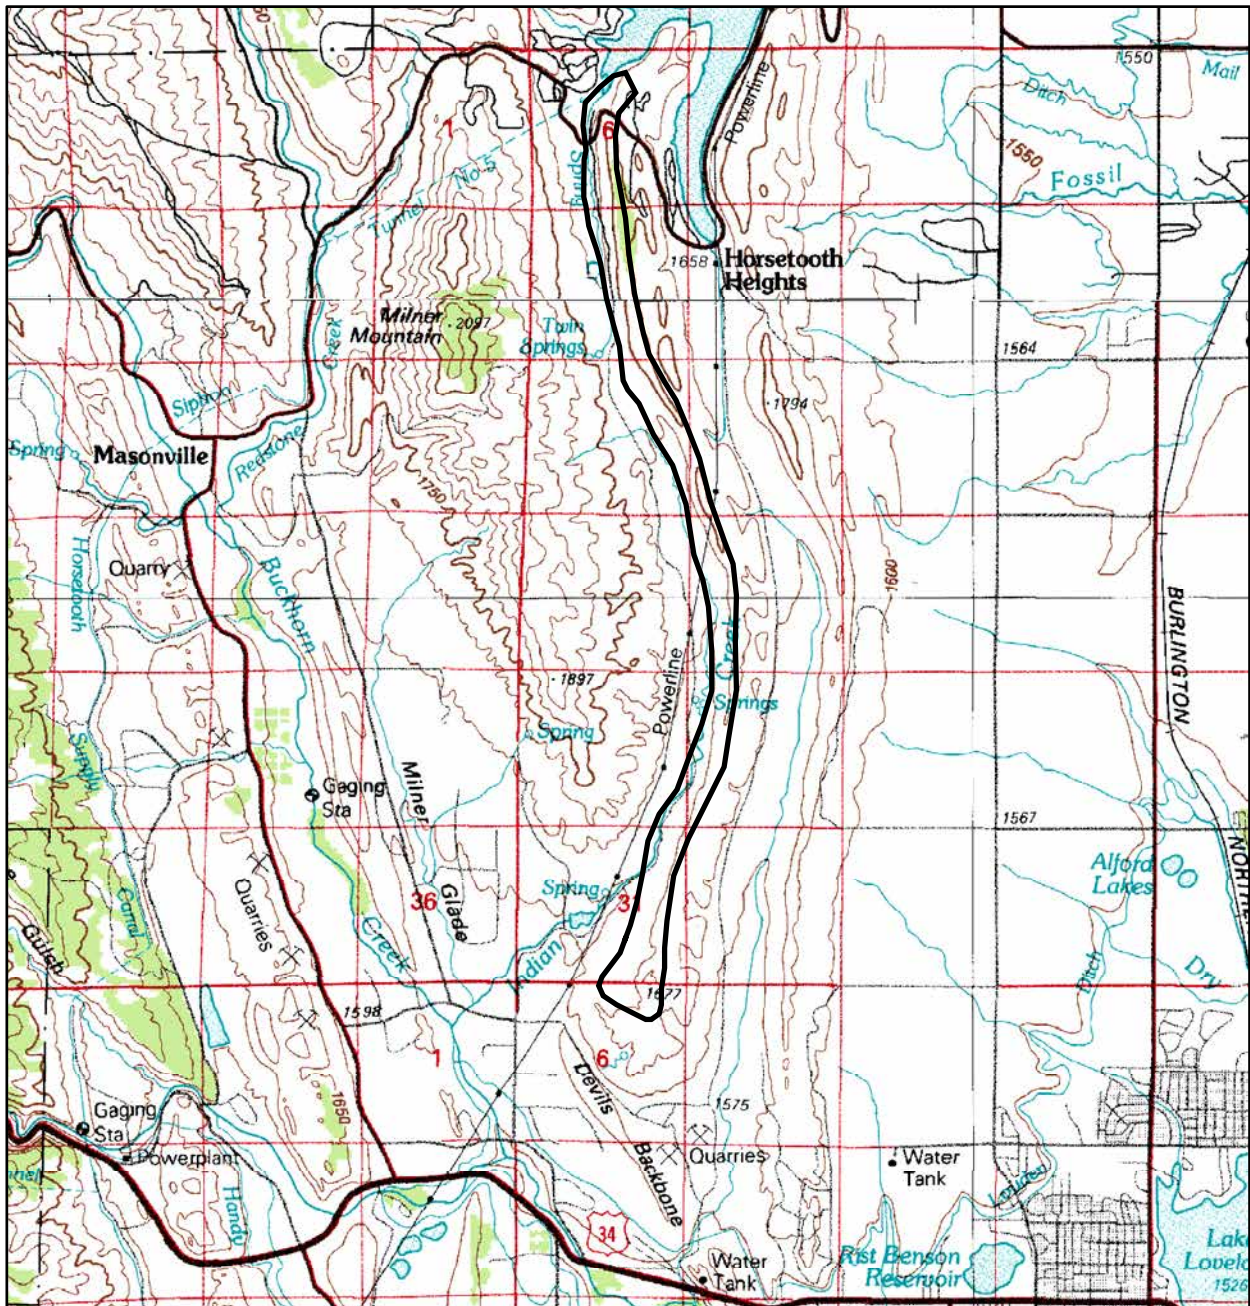 1550
Mail
Ditch
1550
Fossil
Powerline
1
6
Tunnel No 5
Spring
Cr
1658
Horsetooth
Heights
Milner
Mountain
2097
Twin
Springs
1564
Creek
Siphon
1794
Spring
Masonville
Redstone
1750
Quarry
Horsetooth
Buckhorn
1600
BURLINGTON
Creek
1897
Springs
Powerline
Spring
Supply
Gaging
Sta
Milner
1567
Alford
Lakes
NORTHE
Quarries
36
Glade
Spring
31
Canal
Gulch
Creek
Indian
Ditch
Dry
1677
1598
1
6
Devils
1575
1650
Gaging
Sta
Powerplant
Quarries
Backbone
Water
Tank
Louden
Handy
34
Water
Tank
Rist Benson
Reservoir
Lake
Lovela
1526